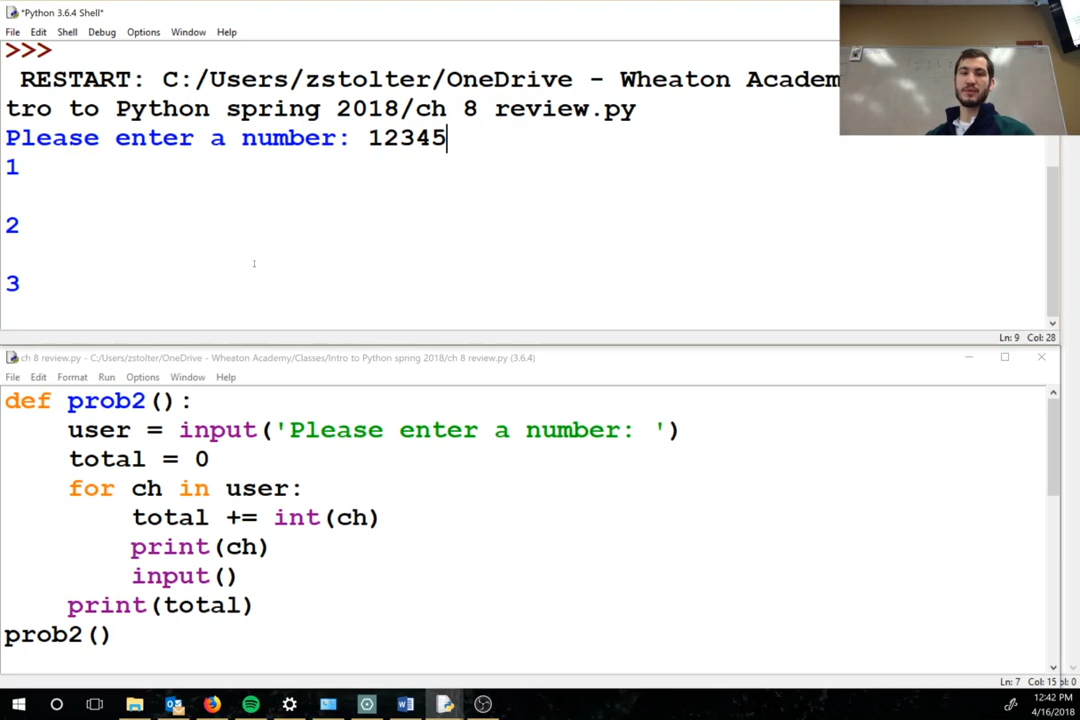 *Python 3.6.4 Shell*
File Edit Shell Debug Options Window Help
>>>
RESTART: C:/Users/zstolter/OneDrive - Wheaton Academ
tro to Python spring 2018/ch 8 review.py
Please enter a number: 12345
1
2
3
Ln: 9 Col: 28
ch 8 review.py - C:/Users/zstolter/OneDrive - Wheaton Academy/Classes/Intro to Python spring 2018/ch 8 review.py (3.6.4)
File Edit Format Run Options Window Help
def prob2():
    user = input('Please enter a number: ')
    total = 0
    for ch in user:
        total += int(ch)
        print(ch)
        input()
    print(total)
prob2()
Ln: 7 Col: 15 ol: 0
12:42 PM
4/16/2018